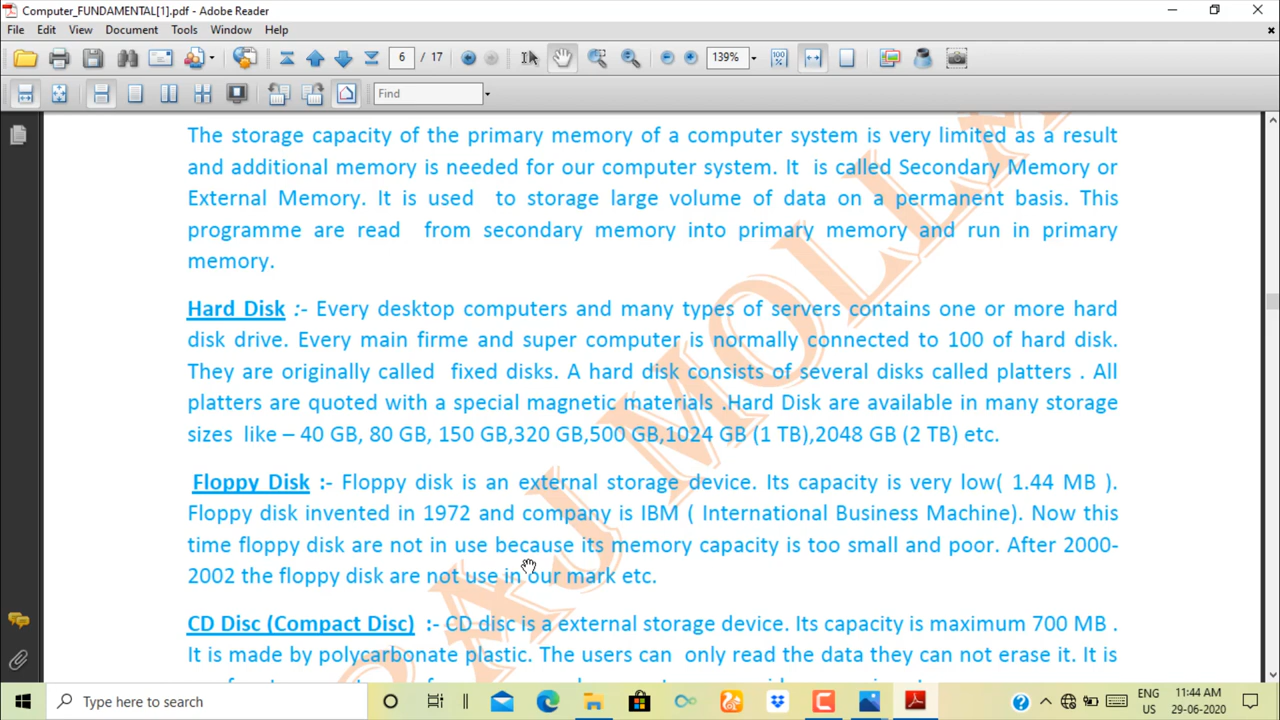 Computer_FUNDAMENTAL[1].pdf - Adobe Reader
File Edit View Document Tools Window Help
6 / 17 139%
Find
The storage capacity of the primary memory of a computer system is very limited as a result
and additional memory is needed for our computer system. It is called Secondary Memory or
External Memory. It is used to storage large volume of data on a permanent basis. This
programme are read from secondary memory into primary memory and run in primary
memory.
Hard Disk :- Every desktop computers and many types of servers contains one or more hard
disk drive. Every main firme and super computer is normally connected to 100 of hard disk.
They are originally called fixed disks. A hard disk consists of several disks called platters . All
platters are quoted with a special magnetic materials .Hard Disk are available in many storage
sizes like – 40 GB, 80 GB, 150 GB,320 GB,500 GB,1024 GB (1 TB),2048 GB (2 TB) etc.
Floppy Disk :- Floppy disk is an external storage device. Its capacity is very low( 1.44 MB ).
Floppy disk invented in 1972 and company is IBM ( International Business Machine). Now this
time floppy disk are not in use because its memory capacity is too small and poor. After 2000-
2002 the floppy disk are not use in our mark etc.
CD Disc (Compact Disc) :- CD disc is a external storage device. Its capacity is maximum 700 MB .
It is made by polycarbonate plastic. The users can only read the data they can not erase it. It is
Type here to search
ENG 11:44 AM
US 29-06-2020